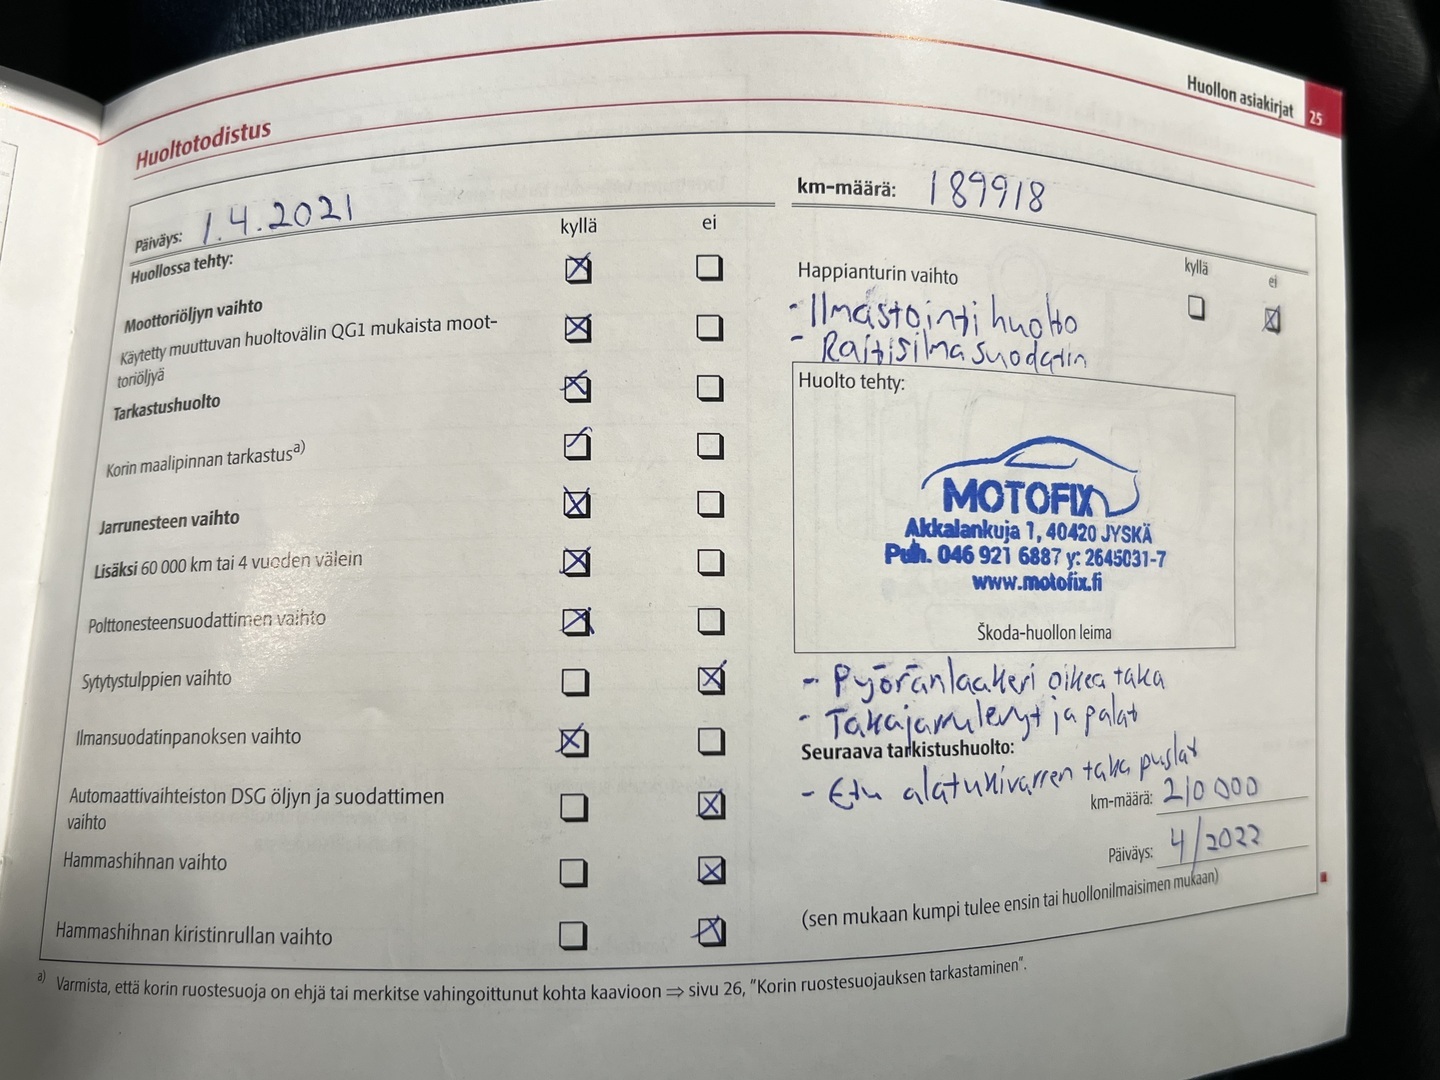 Huollon asiakirjat 25
Huoltotodistus
Päiväys: 1.4.2021
kyllä ei
Huollossa tehty:
Moottoriöljyn vaihto
Käytetty muuttuvan huoltovälin QG1 mukaista moot-
toriöljyä
Tarkastushuolto
Korin maalipinnan tarkastus a)
Jarrunesteen vaihto
Lisäksi 60 000 km tai 4 vuoden välein
Polttonesteensuodattimen vaihto
Sytytystulppien vaihto
Ilmansuodatinpanoksen vaihto
Automaattivaihteiston DSG öljyn ja suodattimen
vaihto
Hammashihnan vaihto
Hammashihnan kiristinrullan vaihto
km-määrä: 189918
kyllä ei
Happianturin vaihto
- Ilmastointi huolto
- Raitisilmasuodatin
Huolto tehty:
MOTOFIX
Akkalankuja 1, 40420 JYSKÄ
Puh. 046 921 6887 y: 2645031-7
www.motofix.fi
Škoda-huollon leima
- Pyöränlaakeri oikea taka
- Takajarrulevyt ja palat
Seuraava tarkistushuolto:
- Etu alatukivarren taka puslat
km-määrä: 210 000
Päiväys: 4/2022
(sen mukaan kumpi tulee ensin tai huollonilmaisimen mukaan)
a) Varmista, että korin ruostesuoja on ehjä tai merkitse vahingoittunut kohta kaavioon ⇒ sivu 26, "Korin ruostesuojauksen tarkastaminen".